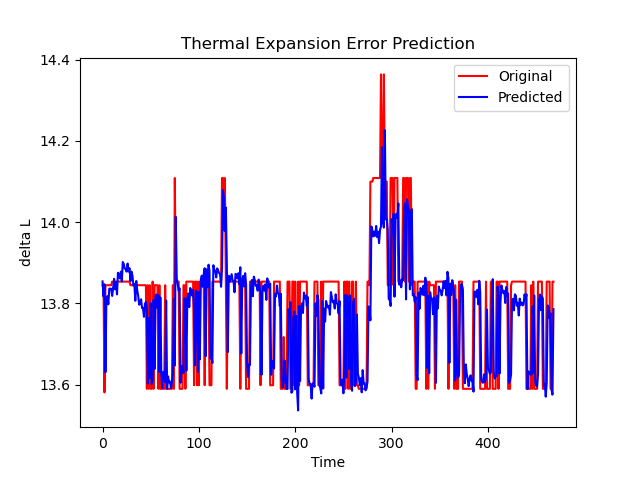 Thermal Expansion Error Prediction
Original
Predicted
14.4
14.2
14.0
13.8
13.6
delta L
0
100
200
300
400
Time